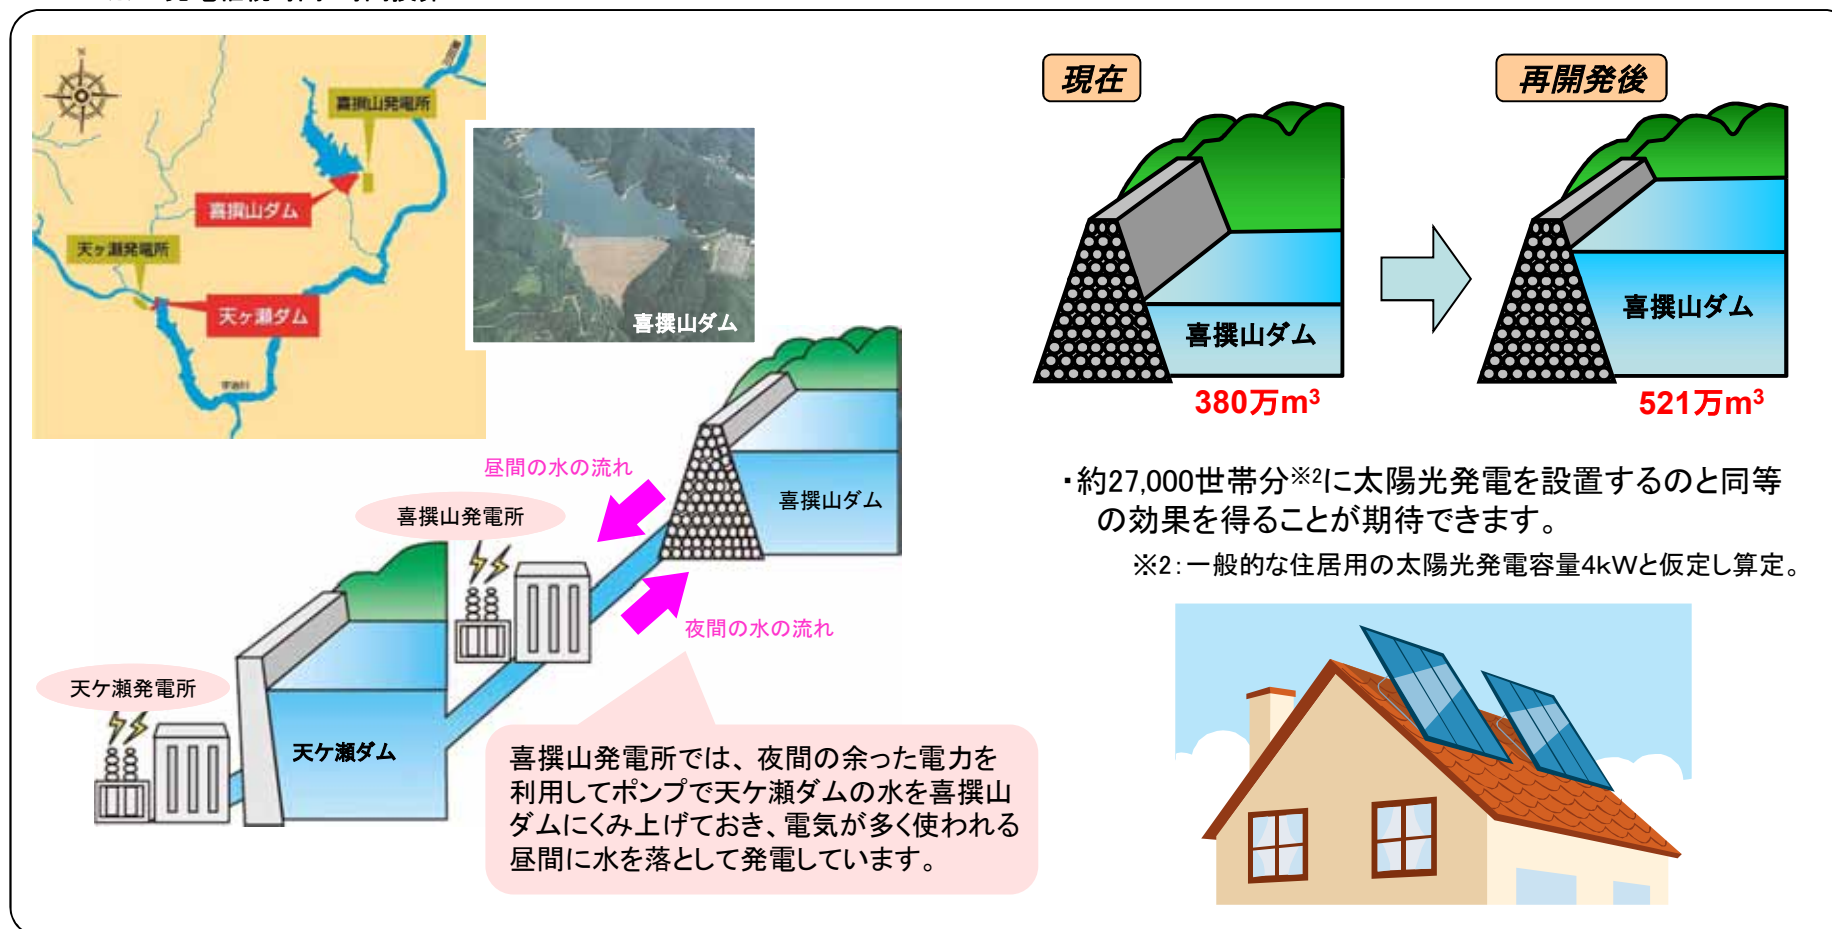 喜撰山発電所
喜撰山ダム
天ヶ瀬発電所
天ヶ瀬ダム
宇治川
喜撰山ダム
昼間の水の流れ
喜撰山発電所
喜撰山ダム
夜間の水の流れ
天ケ瀬発電所
天ケ瀬ダム
喜撰山発電所では、夜間の余った電力を
利用してポンプで天ケ瀬ダムの水を喜撰山
ダムにくみ上げておき、電気が多く使われる
昼間に水を落として発電しています。
現在
再開発後
喜撰山ダム
喜撰山ダム
380万m³
521万m³
・約27,000世帯分※2に太陽光発電を設置するのと同等
の効果を得ることが期待できます。
※2：一般的な住居用の太陽光発電容量4kWと仮定し算定。